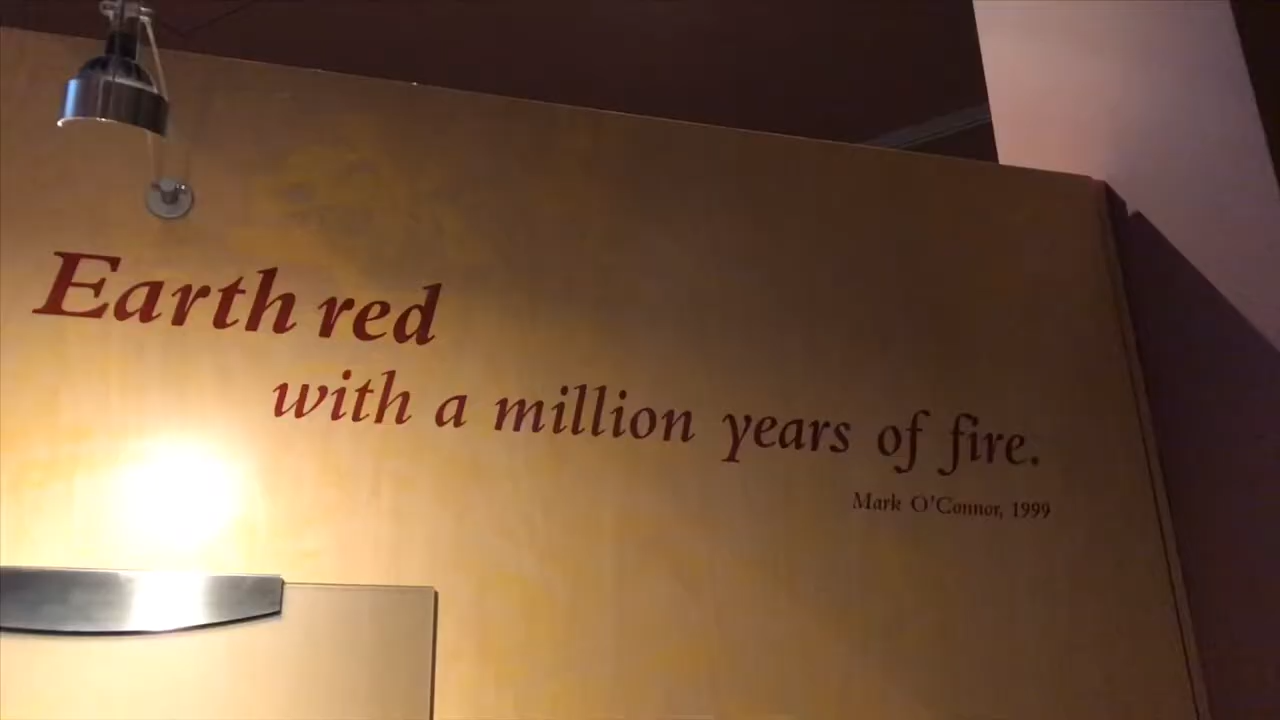 Earth red
with a million years of fire.
Mark O'Connor, 1999